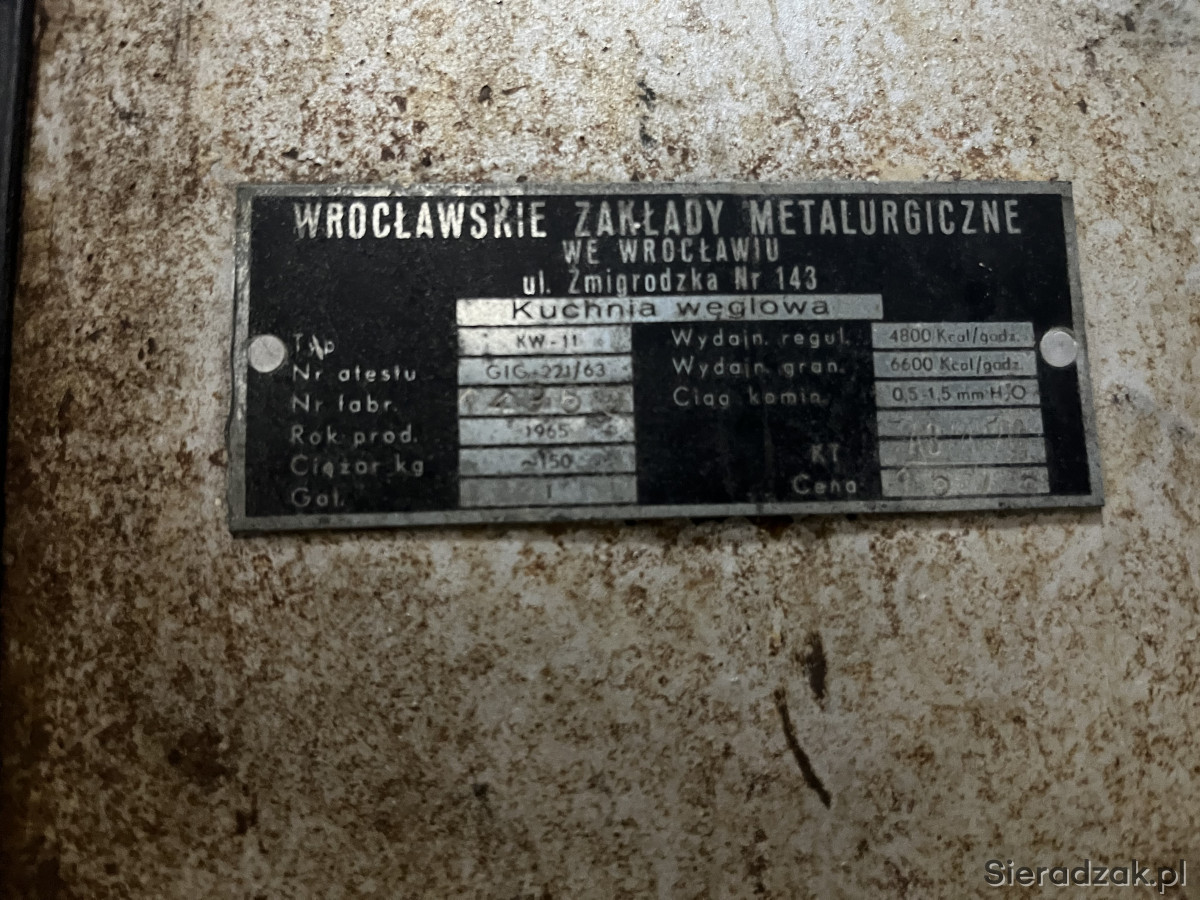 WROCŁAWSKIE ZAKŁADY METALURGICZNE
WE WROCŁAWIU
ul. Żmigrodzka Nr 143
Kuchnia węglowa
Typ KW-11 Wydajn. regul. 4800 Kcal/godz.
Nr atestu GIG-221/63 Wydajn. gran. 6600 Kcal/godz.
Nr fabr. Ciąg komin. 0,5-1,5 mm H₂O
Rok prod. 1965
Ciężar kg ~150 KT
Gat. I Cena
Sieradzak.pl